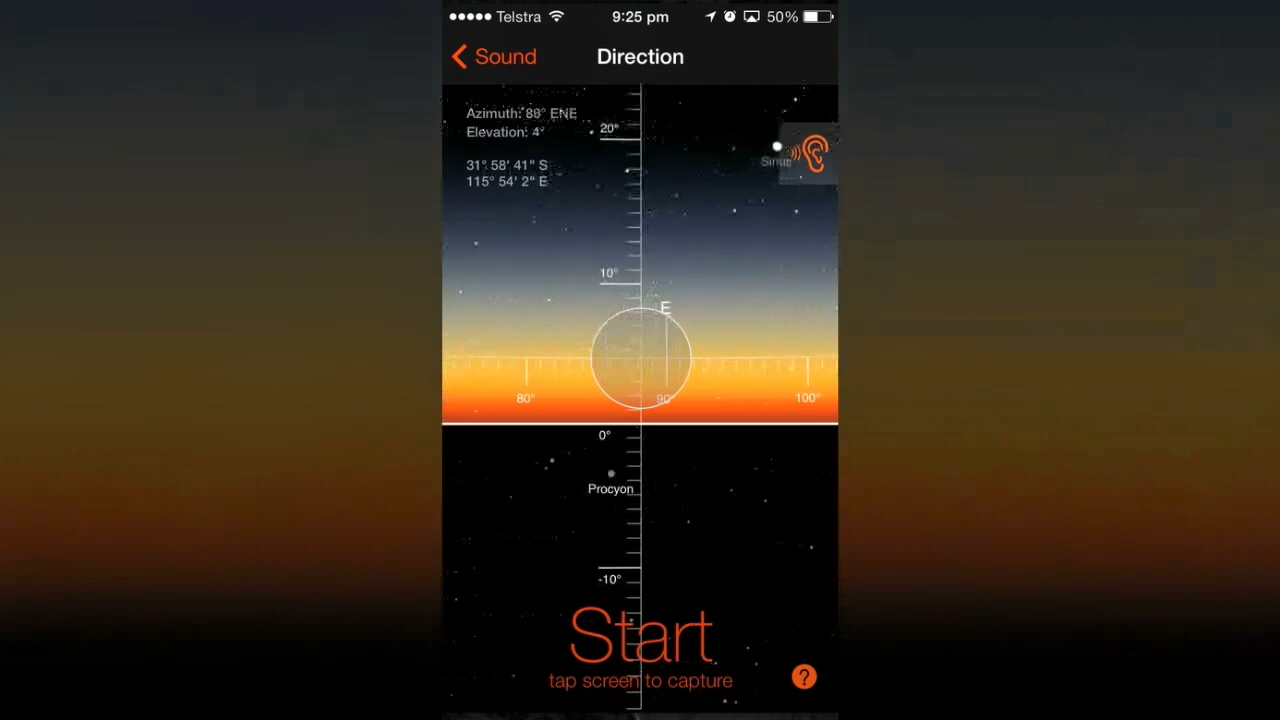 Telstra 9:25 pm 50%
Sound Direction
Azimuth: 88° ENE
Elevation: 4°
31° 58' 41" S
115° 54' 2" E
20°
Sirius
10°
E
80° 90° 100°
0°
Procyon
-10°
Start
tap screen to capture
?